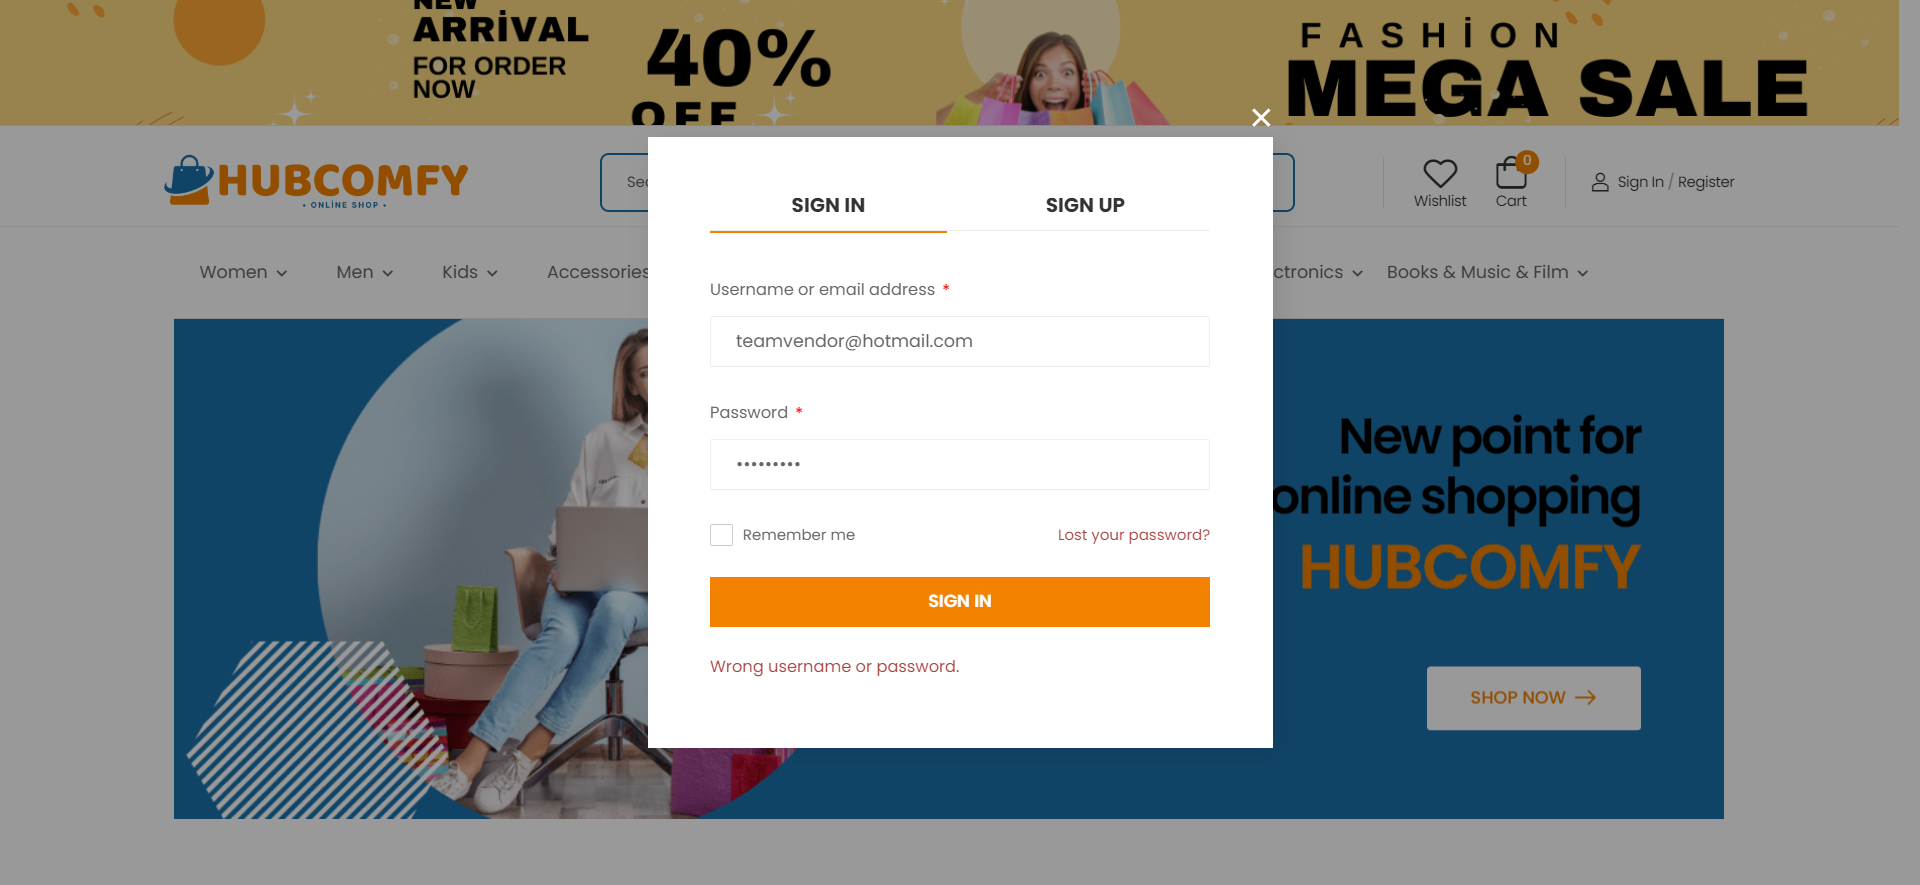 NEW
ARRİVAL
FOR ORDER
NOW
40%
OFF
FASHİON
MEGA SALE
HUBCOMFY
• ONLİNE SHOP •
0
Wishlist
Cart
Sign In / Register
Women
Men
Kids
Accessories
Books & Music & Film
SIGN IN
SIGN UP
Username or email address *
teamvendor@hotmail.com
Password *
•••••••••
Remember me
Lost your password?
SIGN IN
Wrong username or password.
New point for
online shopping
HUBCOMFY
SHOP NOW